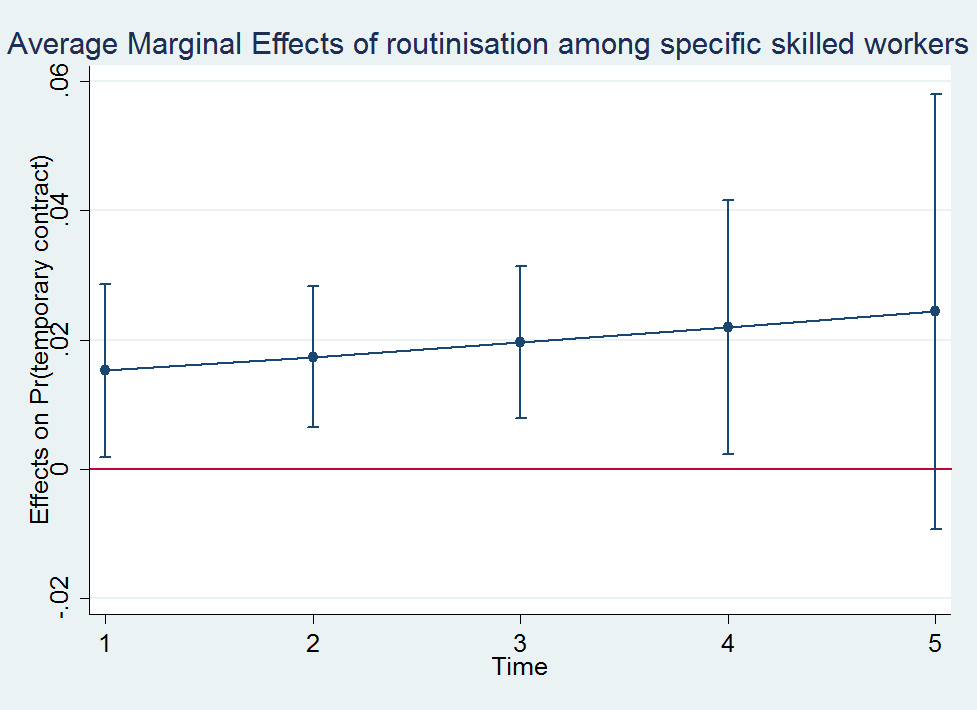 Average Marginal Effects of routinisation among specific skilled workers
Effects on Pr(temporary contract)
.06
.04
.02
0
-.02
1 2 3 4 5
Time